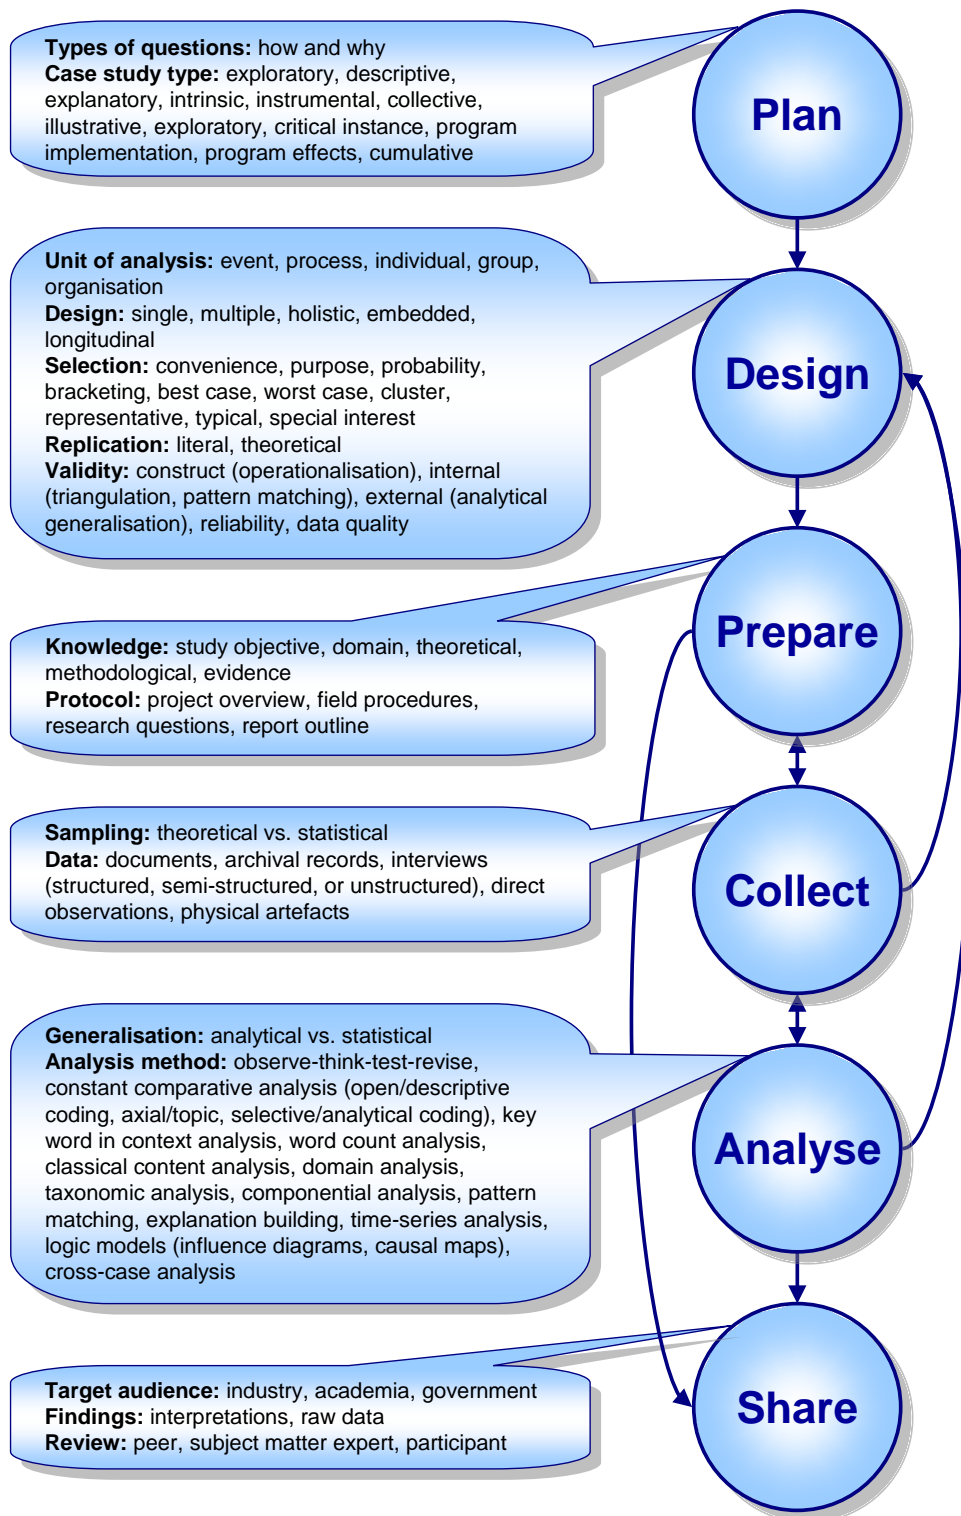 Types of questions: how and why
Case study type: exploratory, descriptive,
explanatory, intrinsic, instrumental, collective,
illustrative, exploratory, critical instance, program
implementation, program effects, cumulative
Plan
Unit of analysis: event, process, individual, group,
organisation
Design: single, multiple, holistic, embedded,
longitudinal
Selection: convenience, purpose, probability,
bracketing, best case, worst case, cluster,
representative, typical, special interest
Replication: literal, theoretical
Validity: construct (operationalisation), internal
(triangulation, pattern matching), external (analytical
generalisation), reliability, data quality
Design
Knowledge: study objective, domain, theoretical,
methodological, evidence
Protocol: project overview, field procedures,
research questions, report outline
Prepare
Sampling: theoretical vs. statistical
Data: documents, archival records, interviews
(structured, semi-structured, or unstructured), direct
observations, physical artefacts
Collect
Generalisation: analytical vs. statistical
Analysis method: observe-think-test-revise,
constant comparative analysis (open/descriptive
coding, axial/topic, selective/analytical coding), key
word in context analysis, word count analysis,
classical content analysis, domain analysis,
taxonomic analysis, componential analysis, pattern
matching, explanation building, time-series analysis,
logic models (influence diagrams, causal maps),
cross-case analysis
Analyse
Target audience: industry, academia, government
Findings: interpretations, raw data
Review: peer, subject matter expert, participant
Share